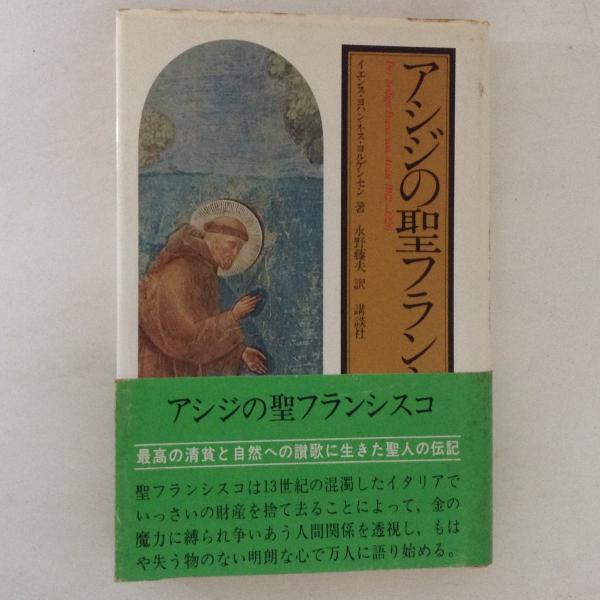 アシジの聖フラン
Der heilige Franz von Assisi 1182–1226
イエンス・ヨハンネス・ヨルゲンセン 著 永野藤夫 訳 講談社
アシジの聖フランシスコ
最高の清貧と自然への讃歌に生きた聖人の伝記
聖フランシスコは13世紀の混濁したイタリアで
いっさいの財産を捨て去ることによって，金の
魔力に縛られ争いあう人間関係を透視し，もは
や失う物のない明朗な心で万人に語り始める。